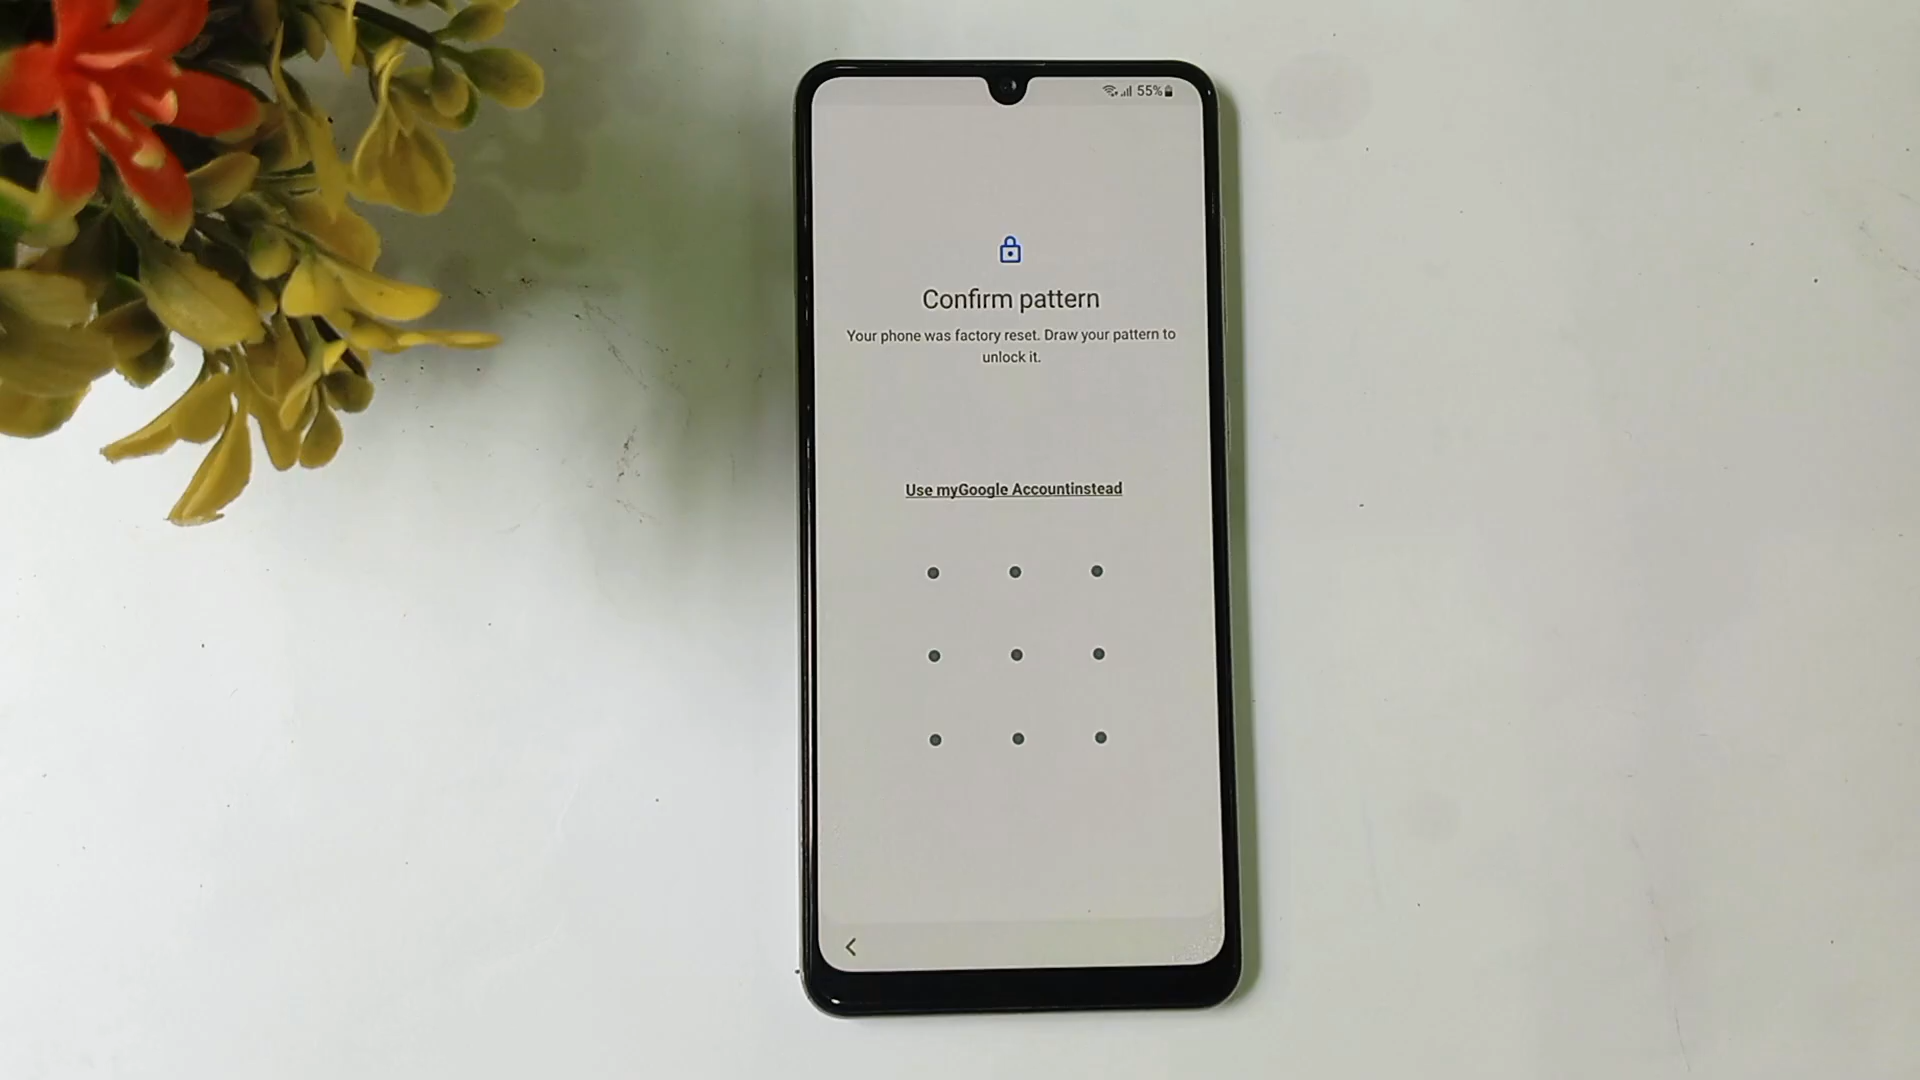 55%
Confirm pattern
Your phone was factory reset. Draw your pattern to
unlock it.
Use myGoogle Accountinstead